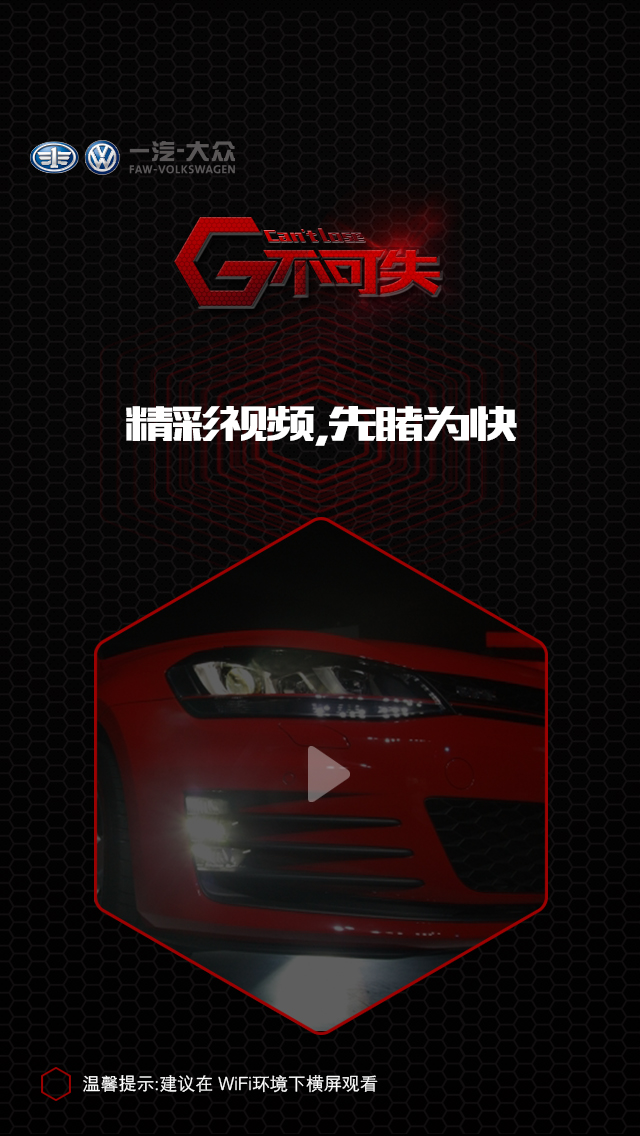 一汽-大众
FAW-VOLKSWAGEN
Can't lose
G不可失
精彩视频,先睹为快
温馨提示:建议在 WiFi环境下横屏观看